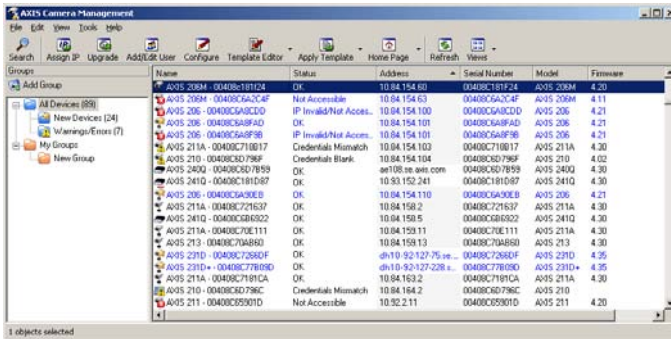 AXIS Camera Management
File Edit View Tools Help
Search Assign IP Upgrade Add/Edit User Configure Template Editor Apply Template Home Page Refresh Views
Groups
Add Group
All Devices (89)
New Devices (24)
Warnings/Errors (7)
My Groups
New Group
Name Status Address Serial Number Model Firmware
AXIS 206M - 00408c181f24 OK 10.84.154.60 00408C181F24 AXIS 206M 4.20
AXIS 206M - 00408C6A2C4F Not Accessible 10.84.154.63 00408C6A2C4F AXIS 206M 4.11
AXIS 206 - 00408C6A8CDD IP Invalid/Not Acces... 10.84.154.100 00408C6A8CDD AXIS 206 4.21
AXIS 206 - 00408C6A8FAD OK 10.84.154.101 00408C6A8FAD AXIS 206 4.21
AXIS 206 - 00408C6A8F9B IP Invalid/Not Acces... 10.84.154.101 00408C6A8F9B AXIS 206 4.21
AXIS 211A - 00408C718B17 Credentials Mismatch 10.84.154.103 00408C718B17 AXIS 211A 4.30
AXIS 210 - 00408C6D796F Credentials Blank 10.84.154.104 00408C6D796F AXIS 210 4.02
AXIS 240Q - 00408C6D7B59 OK ae108.se.axis.com 00408C6D7B59 AXIS 240Q 4.30
AXIS 241Q - 00408C181D87 OK 10.93.152.241 00408C181D87 AXIS 241Q 4.30
AXIS 206 - 00408C6A90EB OK 10.84.154.110 00408C6A90EB AXIS 206 4.21
AXIS 211A - 00408C721637 OK 10.84.158.2 00408C721637 AXIS 211A 4.30
AXIS 241Q - 00408C6B6922 OK 10.84.158.5 00408C6B6922 AXIS 241Q 4.30
AXIS 211A - 00408C70E111 OK 10.84.159.11 00408C70E111 AXIS 211A 4.30
AXIS 213 - 00408C70AB60 OK 10.84.159.13 00408C70AB60 AXIS 213 4.30
AXIS 231D - 00408C7266DF OK dh10-92-127-75.se... 00408C7266DF AXIS 231D 4.35
AXIS 231D+ - 00408C77B09D OK dh10-92-127-228.s... 00408C77B09D AXIS 231D+ 4.35
AXIS 211A - 00408C7181CA OK 10.84.163.2 00408C7181CA AXIS 211A 4.30
AXIS 210 - 00408C6D796C Credentials Mismatch 10.84.164.2 00408C6D796C AXIS 210
AXIS 211 - 00408C65901D Not Accessible 10.92.2.11 00408C65901D AXIS 211 4.20
1 objects selected